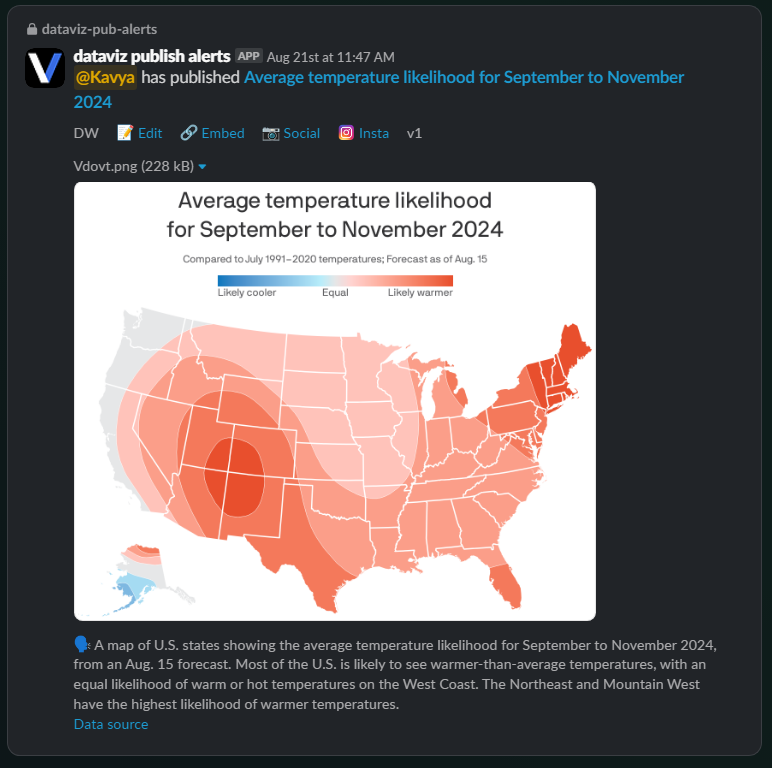 dataviz-pub-alerts
dataviz publish alerts APP Aug 21st at 11:47 AM
@Kavya has published Average temperature likelihood for September to November
2024
DW Edit Embed Social Insta v1
Vdovt.png (228 kB)
Average temperature likelihood
for September to November 2024
Compared to July 1991–2020 temperatures; Forecast as of Aug. 15
Likely cooler Equal Likely warmer
A map of U.S. states showing the average temperature likelihood for September to November 2024,
from an Aug. 15 forecast. Most of the U.S. is likely to see warmer-than-average temperatures, with an
equal likelihood of warm or hot temperatures on the West Coast. The Northeast and Mountain West
have the highest likelihood of warmer temperatures.
Data source